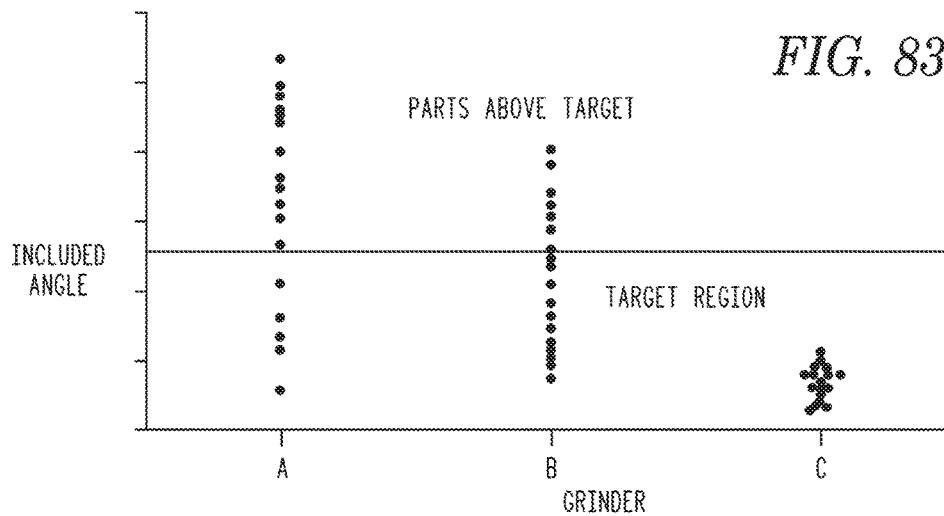 FIG. 83
PARTS ABOVE TARGET
INCLUDED
ANGLE
TARGET REGION
A
B
C
GRINDER